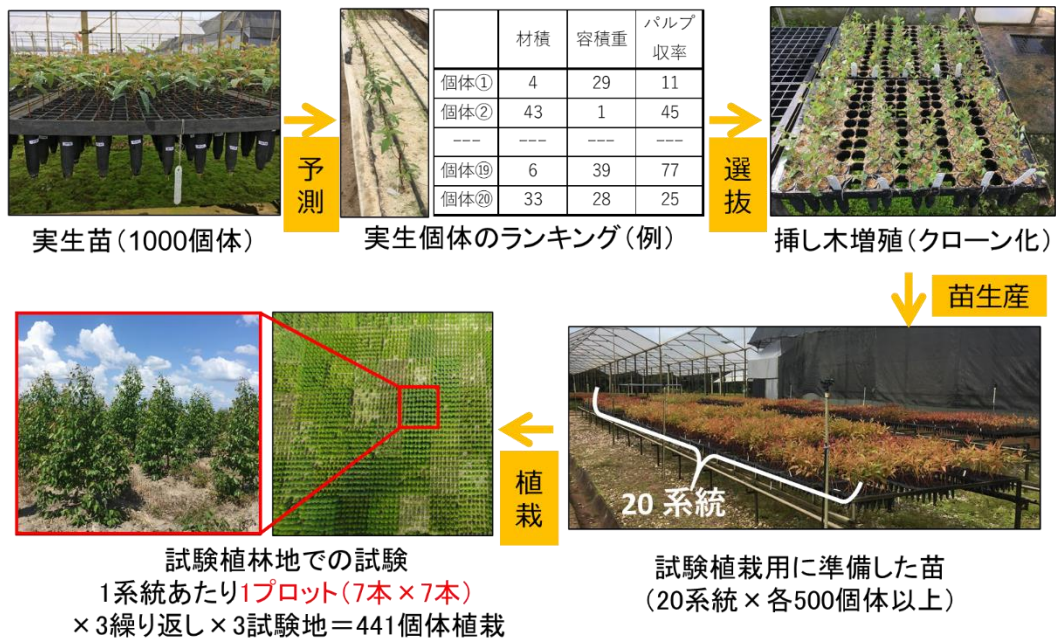 予測
材積 容積重 パルプ収率
個体① 4 29 11
個体② 43 1 45
--- --- --- ---
個体⑲ 6 39 77
個体⑳ 33 28 25
選抜
実生苗(1000個体)
実生個体のランキング(例)
挿し木増殖(クローン化)
苗生産
20 系統
植栽
試験植林地での試験
1系統あたり1プロット(7本×7本)
×3繰り返し×3試験地=441個体植栽
試験植栽用に準備した苗
(20系統×各500個体以上)